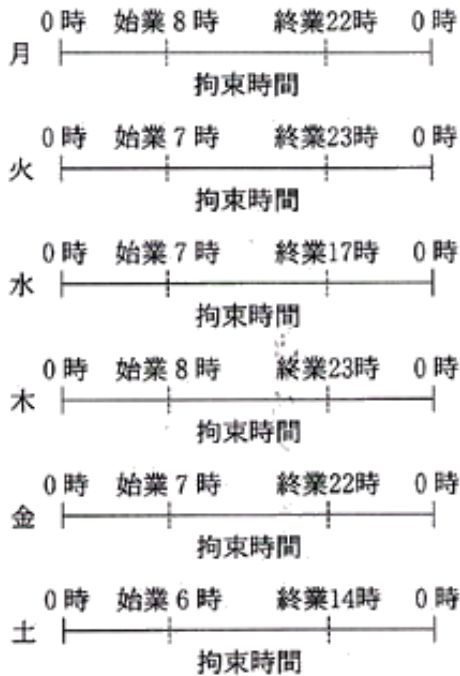 0時 始業8時 終業22時 0時
月
拘束時間
0時 始業7時 終業23時 0時
火
拘束時間
0時 始業7時 終業17時 0時
水
拘束時間
0時 始業8時 終業23時 0時
木
拘束時間
0時 始業7時 終業22時 0時
金
拘束時間
0時 始業6時 終業14時 0時
土
拘束時間